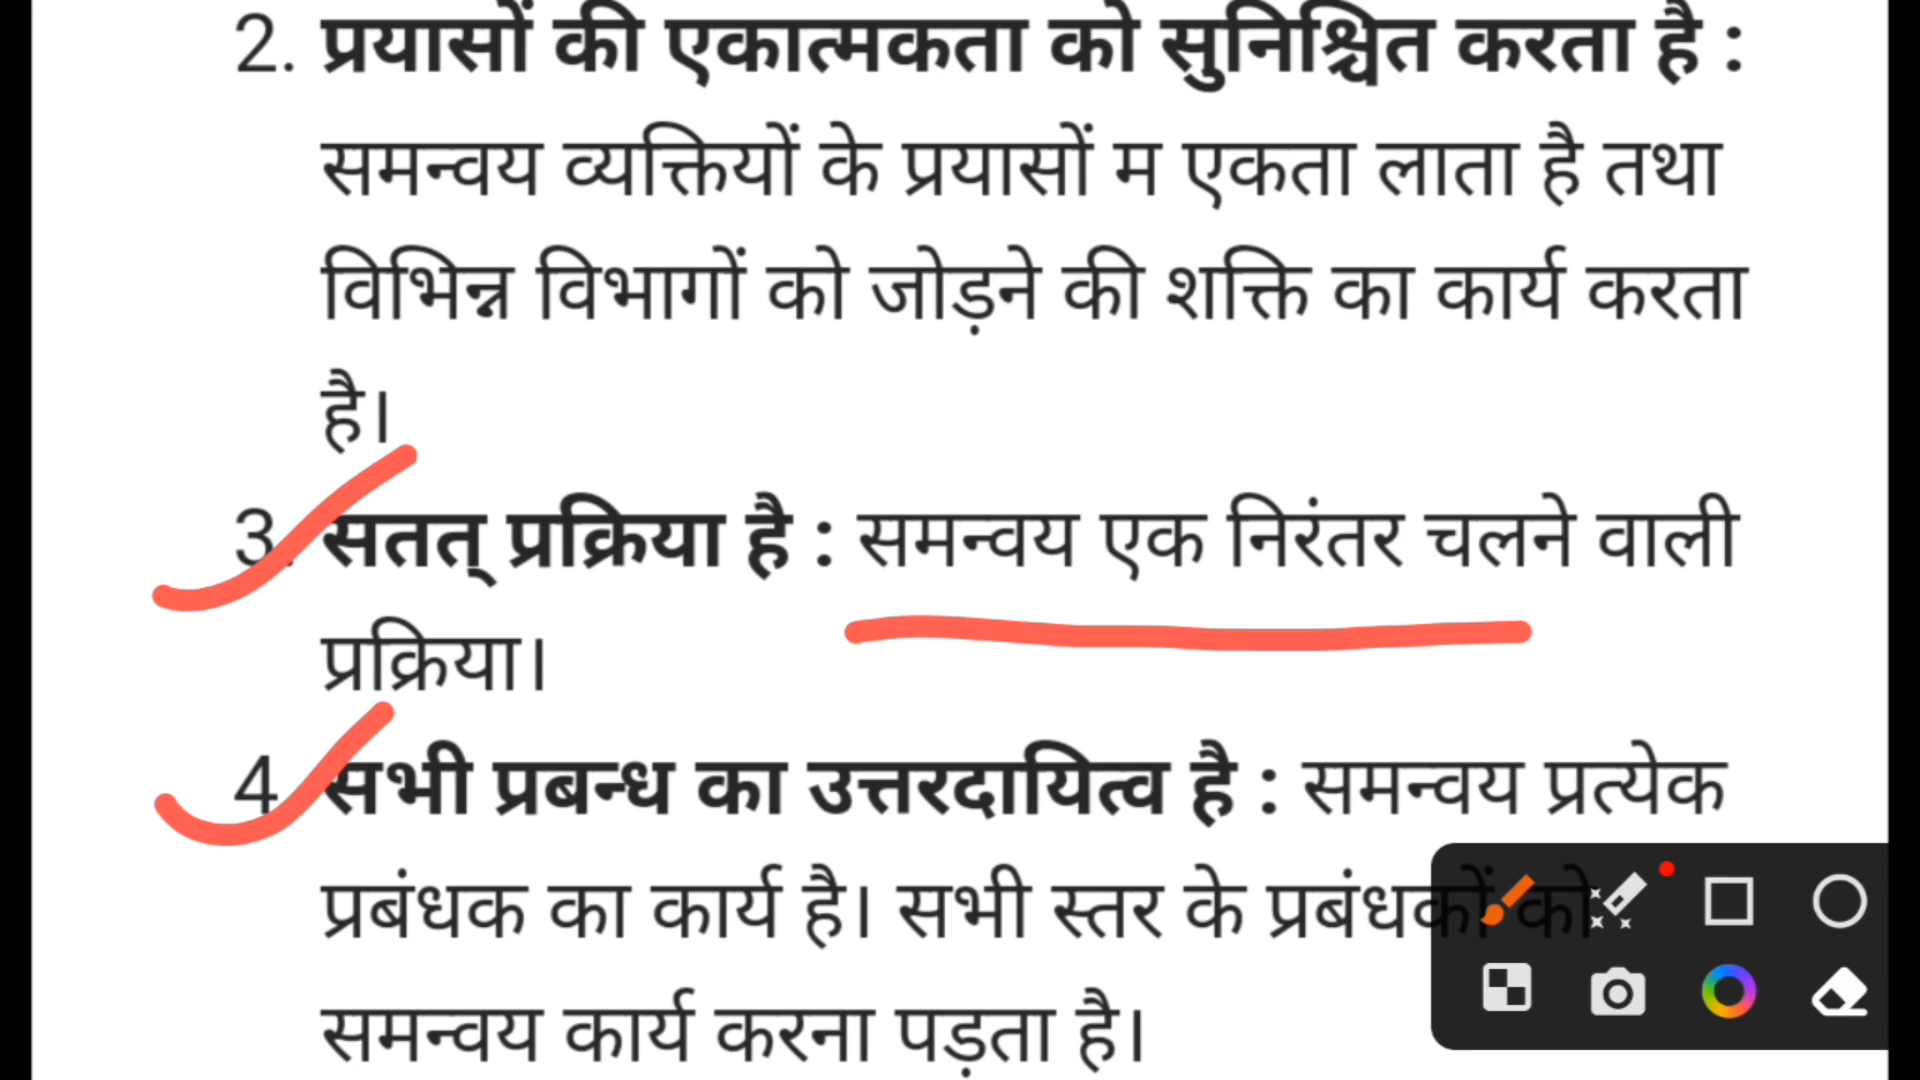 2. प्रयासों की एकात्मकता को सुनिश्चित करता है :
समन्वय व्यक्तियों के प्रयासों म एकता लाता है तथा
विभिन्न विभागों को जोड़ने की शक्ति का कार्य करता
है।
3. सतत् प्रक्रिया है : समन्वय एक निरंतर चलने वाली
प्रक्रिया।
4. सभी प्रबन्ध का उत्तरदायित्व है : समन्वय प्रत्येक
प्रबंधक का कार्य है। सभी स्तर के प्रबंधकों को
समन्वय कार्य करना पड़ता है।